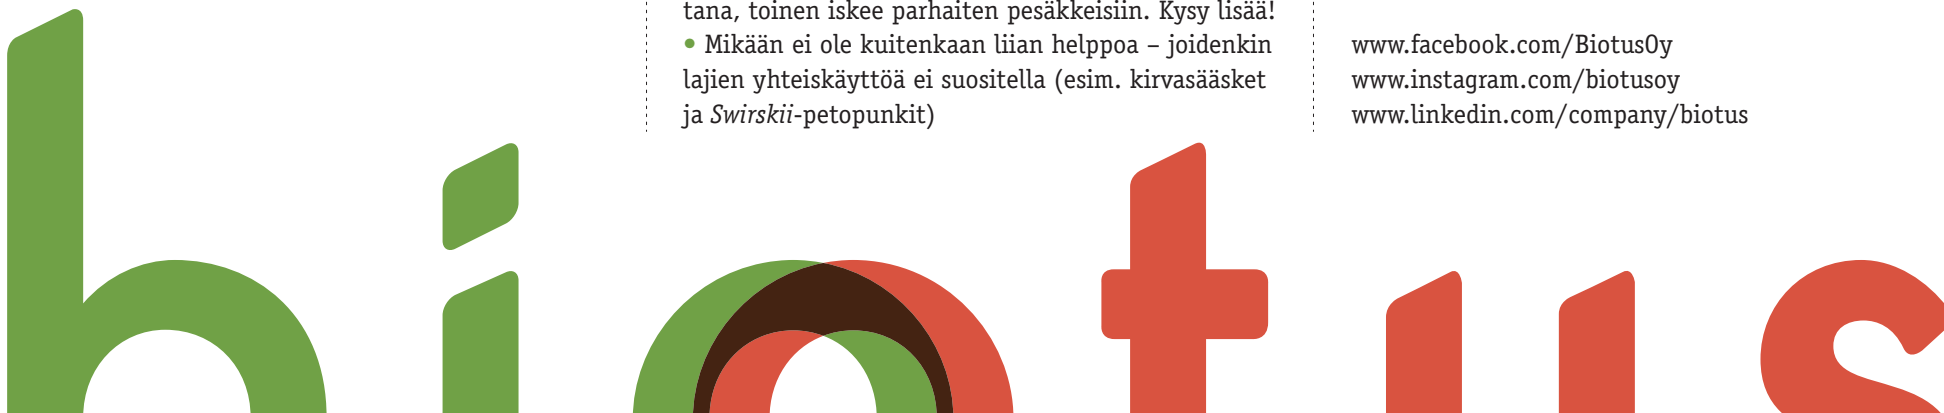 tana, toinen iskee parhaiten pesäkkeisiin. Kysy lisää!
• Mikään ei ole kuitenkaan liian helppoa – joidenkin
lajien yhteiskäyttöä ei suositella (esim. kirvasääsket
ja Swirskii-petopunkit)
www.facebook.com/BiotusOy
www.instagram.com/biotusoy
www.linkedin.com/company/biotus
biotus